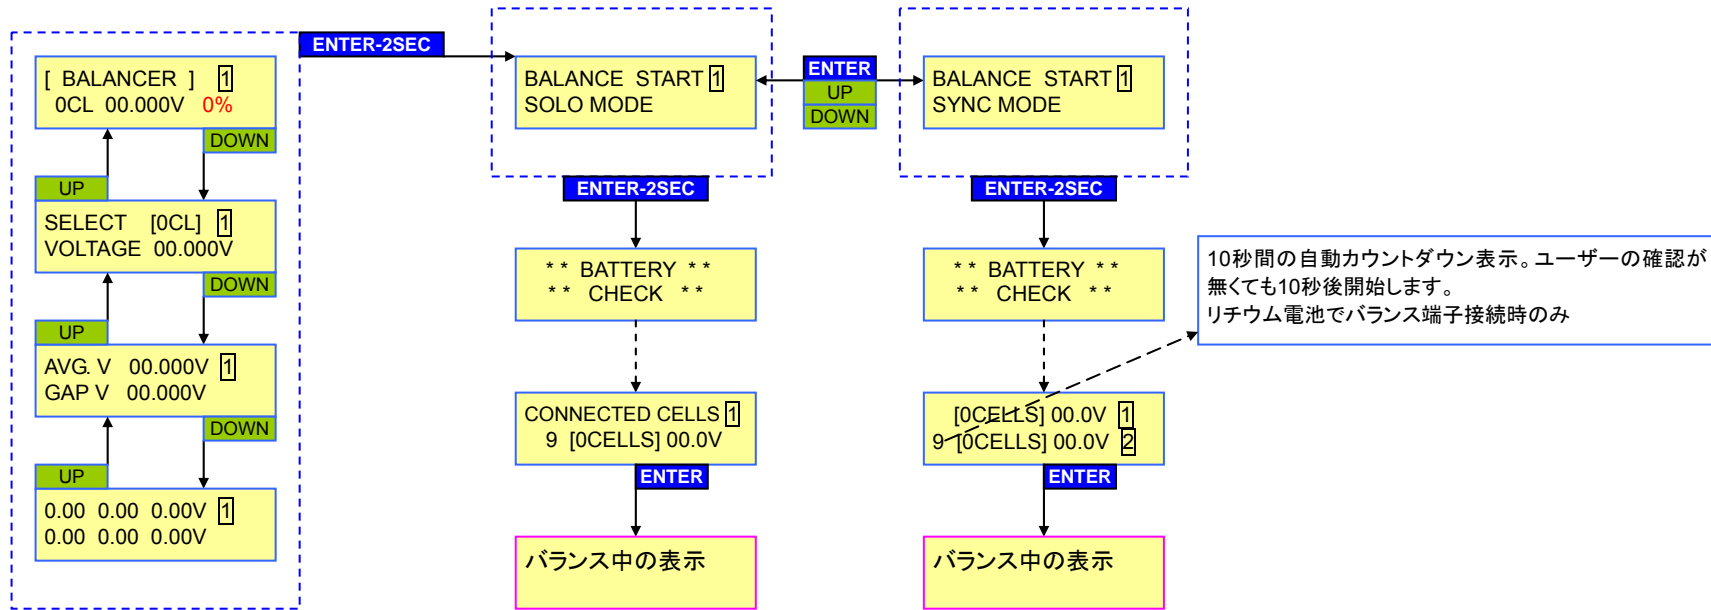 [ BALANCER ] 1
0CL 00.000V 0%
DOWN
UP
SELECT [0CL] 1
VOLTAGE 00.000V
DOWN
UP
AVG. V 00.000V 1
GAP V 00.000V
DOWN
UP
0.00 0.00 0.00V 1
0.00 0.00 0.00V
ENTER-2SEC
BALANCE START 1
SOLO MODE
ENTER
UP
DOWN
BALANCE START 1
SYNC MODE
ENTER-2SEC
* * BATTERY * *
* * CHECK * *
CONNECTED CELLS 1
9 [0CELLS] 00.0V
ENTER
バランス中の表示
ENTER-2SEC
* * BATTERY * *
* * CHECK * *
[0CELLS] 00.0V 1
9 [0CELLS] 00.0V 2
ENTER
バランス中の表示
10秒間の自動カウントダウン表示。ユーザーの確認が
無くても10秒後開始します。
リチウム電池でバランス端子接続時のみ